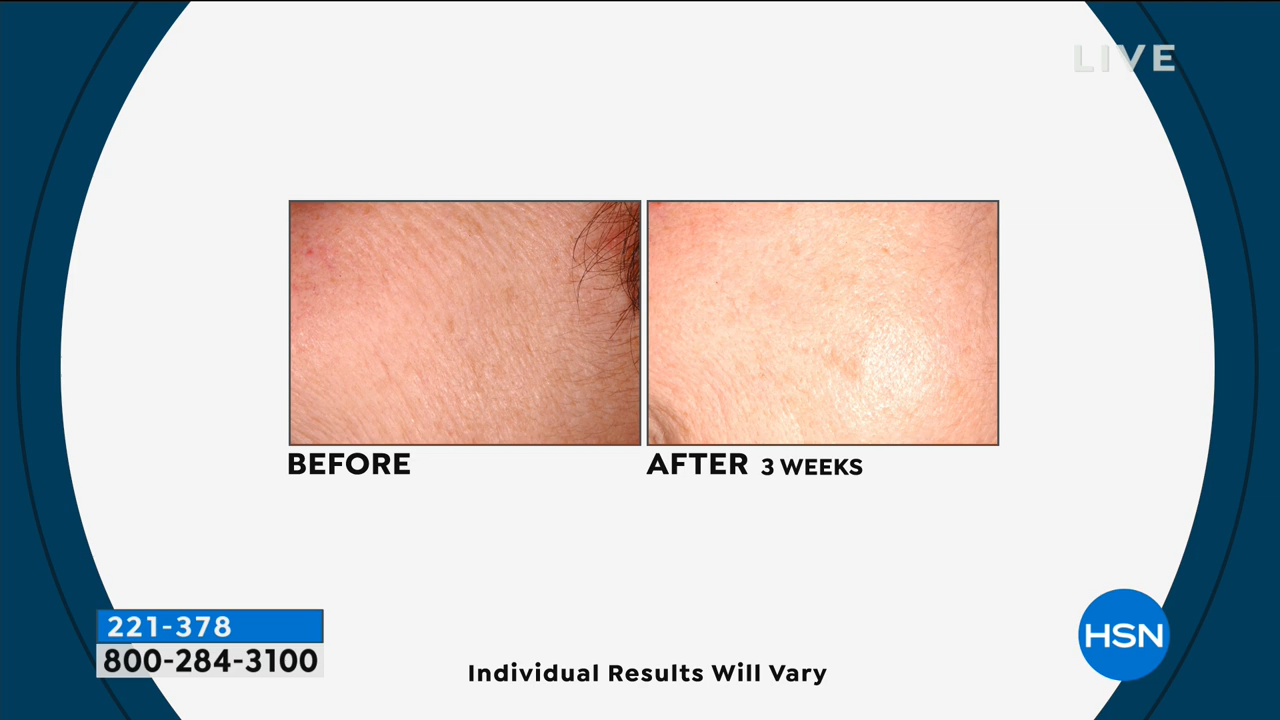 LIVE
BEFORE
AFTER 3 WEEKS
221-378
800-284-3100
Individual Results Will Vary
HSN